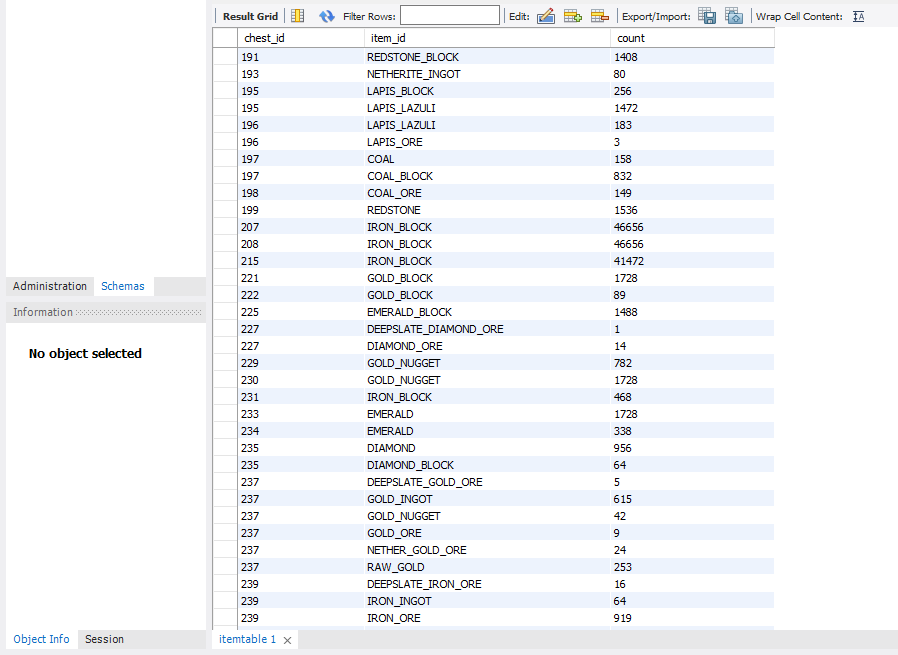 Result Grid Filter Rows: Edit: Export/Import: Wrap Cell Content:
chest_id item_id count
191 REDSTONE_BLOCK 1408
193 NETHERITE_INGOT 80
195 LAPIS_BLOCK 256
195 LAPIS_LAZULI 1472
196 LAPIS_LAZULI 183
196 LAPIS_ORE 3
197 COAL 158
197 COAL_BLOCK 832
198 COAL_ORE 149
199 REDSTONE 1536
207 IRON_BLOCK 46656
208 IRON_BLOCK 46656
215 IRON_BLOCK 41472
221 GOLD_BLOCK 1728
222 GOLD_BLOCK 89
225 EMERALD_BLOCK 1488
227 DEEPSLATE_DIAMOND_ORE 1
227 DIAMOND_ORE 14
229 GOLD_NUGGET 782
230 GOLD_NUGGET 1728
231 IRON_BLOCK 468
233 EMERALD 1728
234 EMERALD 338
235 DIAMOND 956
235 DIAMOND_BLOCK 64
237 DEEPSLATE_GOLD_ORE 5
237 GOLD_INGOT 615
237 GOLD_NUGGET 42
237 GOLD_ORE 9
237 NETHER_GOLD_ORE 24
237 RAW_GOLD 253
239 DEEPSLATE_IRON_ORE 16
239 IRON_INGOT 64
239 IRON_ORE 919
Administration Schemas
Information
No object selected
Object Info Session
itemtable 1